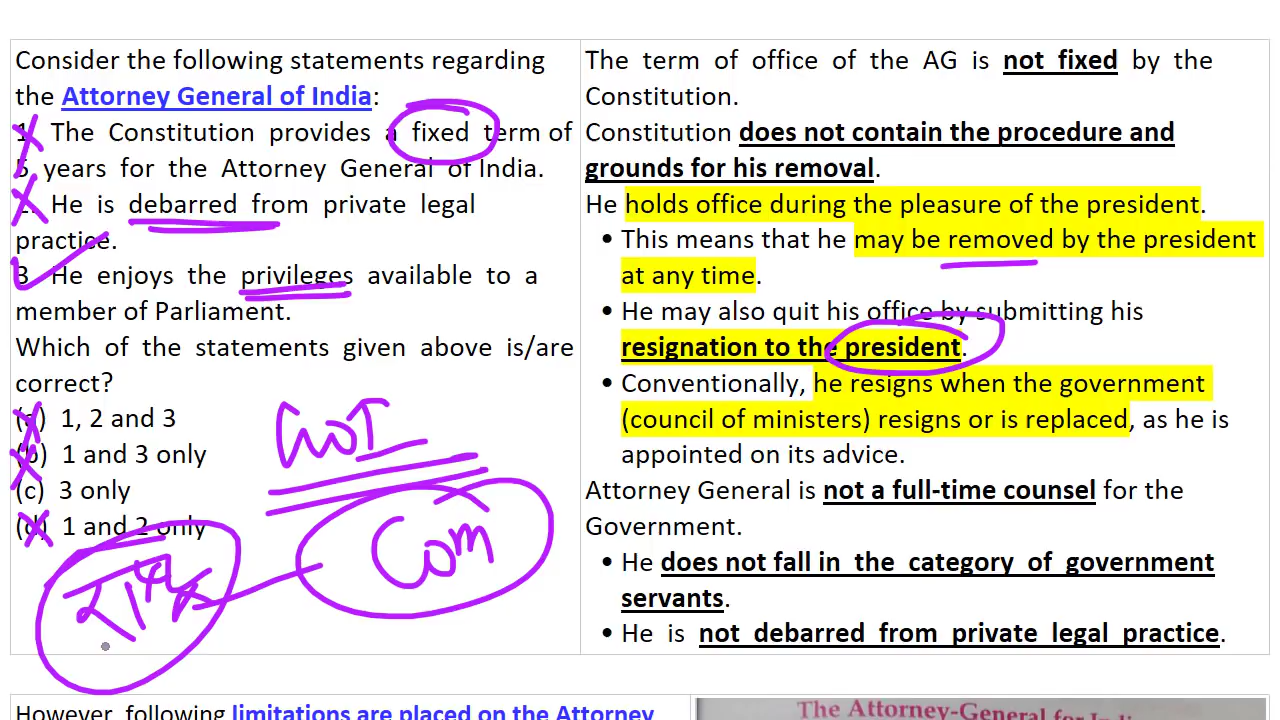 Consider the following statements regarding
the Attorney General of India:
1. The Constitution provides a fixed term of
5 years for the Attorney General of India.
2. He is debarred from private legal
practice.
3 He enjoys the privileges available to a
member of Parliament.
Which of the statements given above is/are
correct?
(a) 1, 2 and 3
(b) 1 and 3 only
(c) 3 only
(d) 1 and 2 only
GOT
Com
The term of office of the AG is not fixed by the
Constitution.
Constitution does not contain the procedure and
grounds for his removal.
He holds office during the pleasure of the president.
• This means that he may be removed by the president
at any time.
• He may also quit his office by submitting his
resignation to the president.
• Conventionally, he resigns when the government
(council of ministers) resigns or is replaced, as he is
appointed on its advice.
Attorney General is not a full-time counsel for the
Government.
• He does not fall in the category of government
servants.
• He is not debarred from private legal practice.
However, following limitations are placed on the Attorney
The Attorney-General for Indi